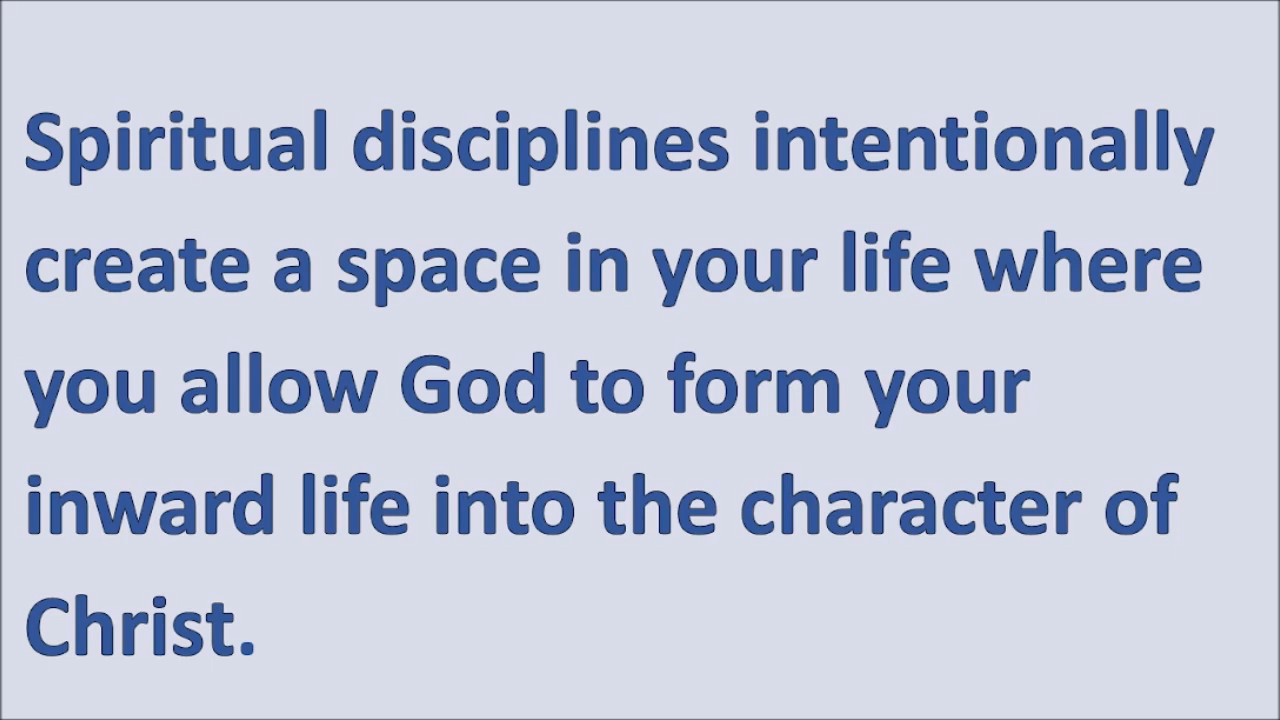 Spiritual disciplines intentionally
create a space in your life where
you allow God to form your
inward life into the character of
Christ.